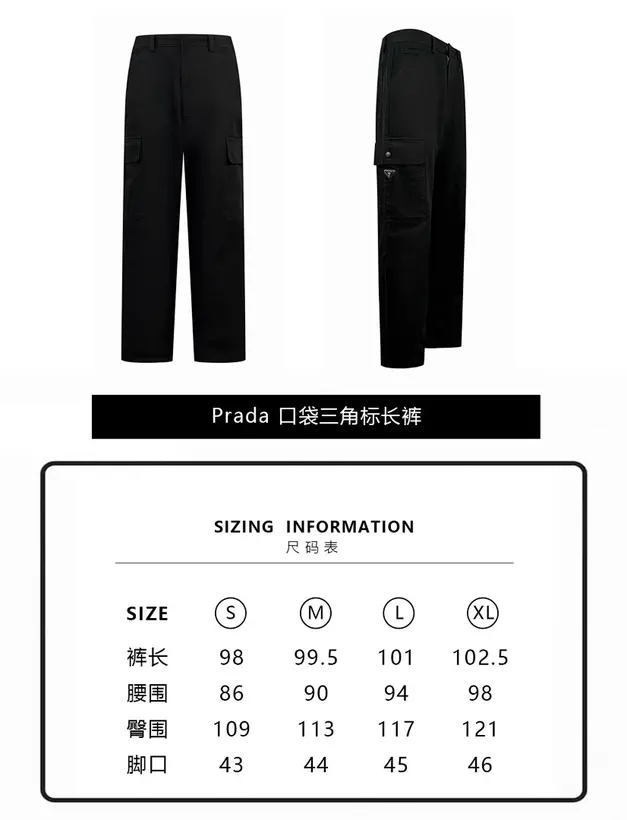 Prada 口袋三角标长裤
SIZING INFORMATION
尺码表
SIZE S M L XL
裤长 98 99.5 101 102.5
腰围 86 90 94 98
臀围 109 113 117 121
脚口 43 44 45 46